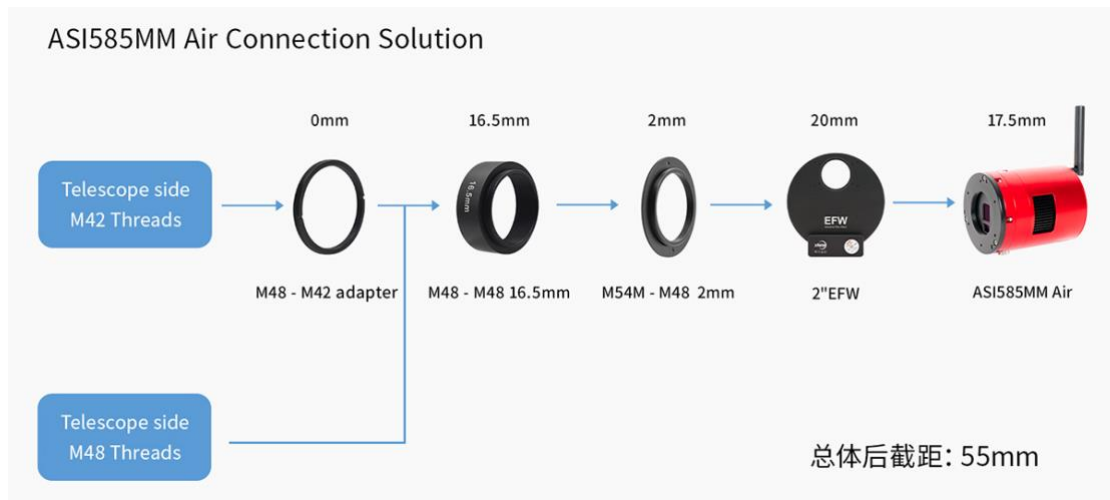 ASI585MM Air Connection Solution
0mm
16.5mm
2mm
20mm
17.5mm
Telescope side
M42 Threads
16.5mm
EFW
M48 - M42 adapter
M48 - M48 16.5mm
M54M - M48 2mm
2"EFW
ASI585MM Air
Telescope side
M48 Threads
总体后截距: 55mm